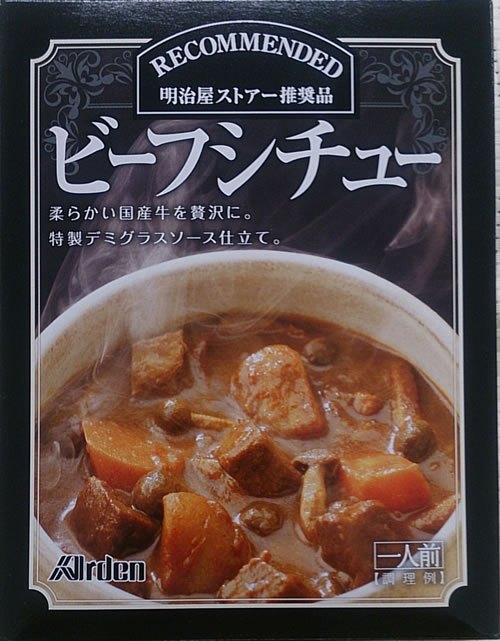 RECOMMENDED
明治屋ストアー推奨品
ビーフシチュー
柔らかい国産牛を贅沢に。
特製デミグラスソース仕立て。
Arden
一人前
【調理例】